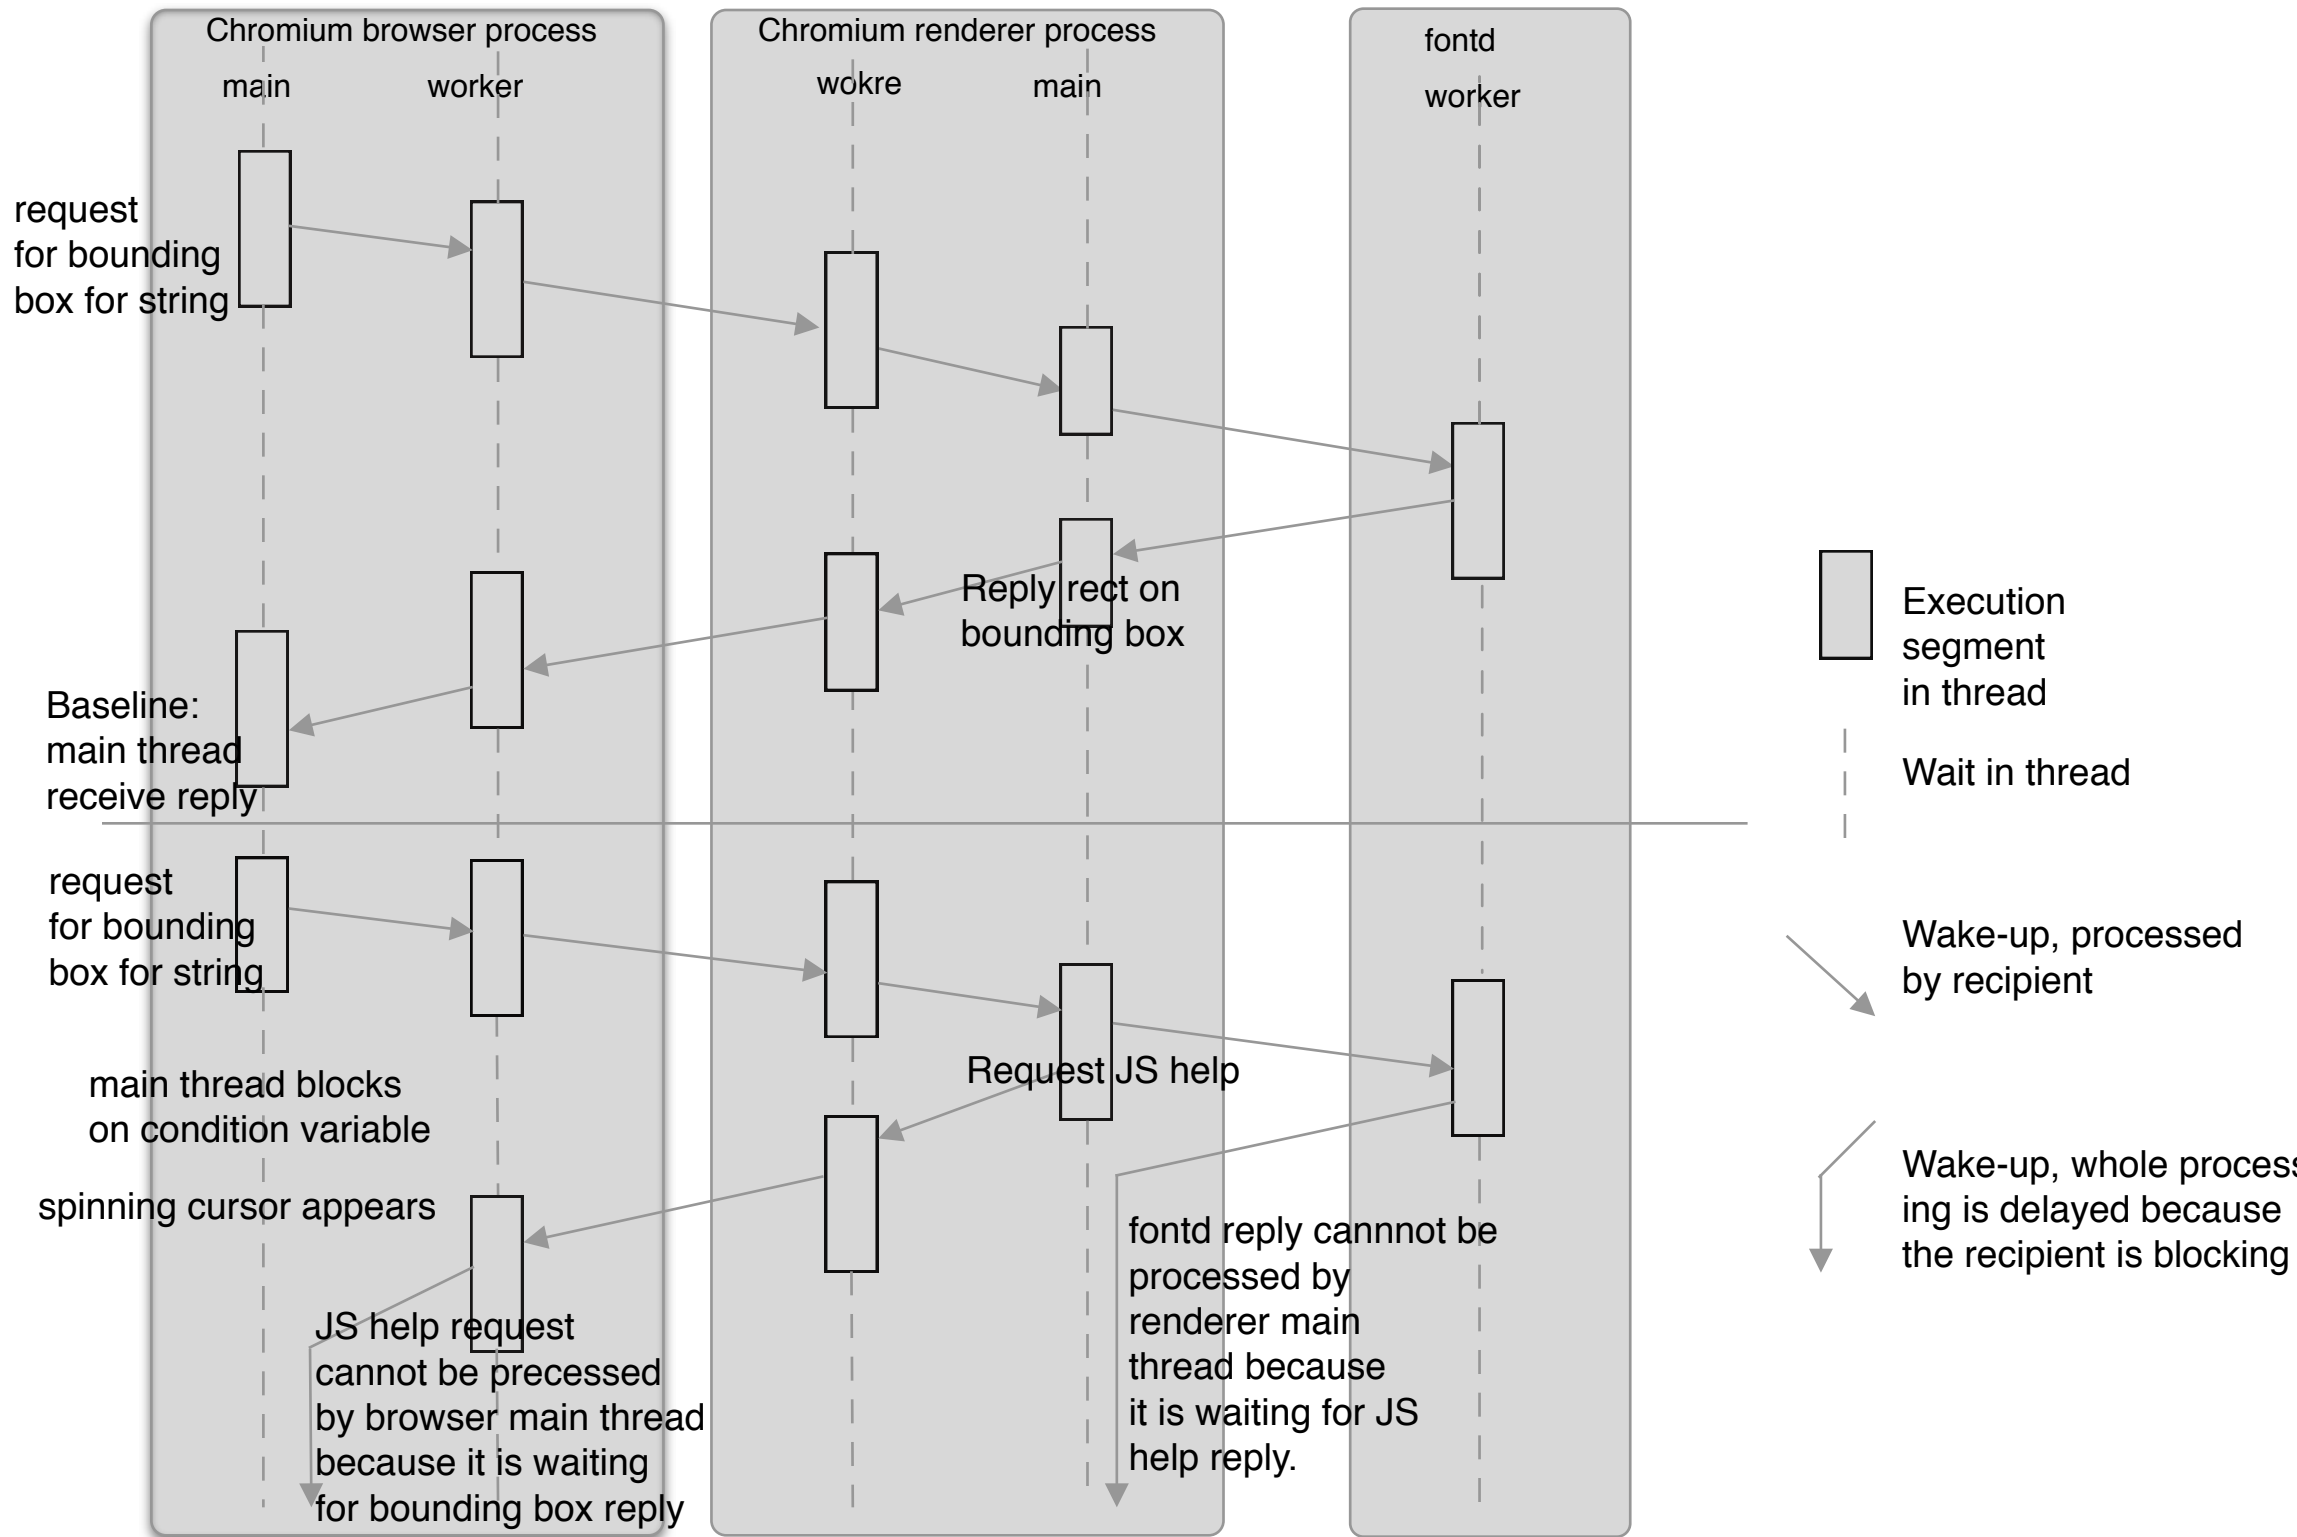 Chromium browser process
main
worker
Chromium renderer process
wokre
main
fontd
worker
request
for bounding
box for string
Reply rect on
bounding box
Baseline:
main thread
receive reply
request
for bounding
box for string
main thread blocks
on condition variable
spinning cursor appears
Request JS help
JS help request
cannot be precessed
by browser main thread
because it is waiting
for bounding box reply
fontd reply cannnot be
processed by
renderer main
thread because
it is waiting for JS
help reply.
Execution
segment
in thread
Wait in thread
Wake-up, processed
by recipient
Wake-up, whole process
ing is delayed because
the recipient is blocking